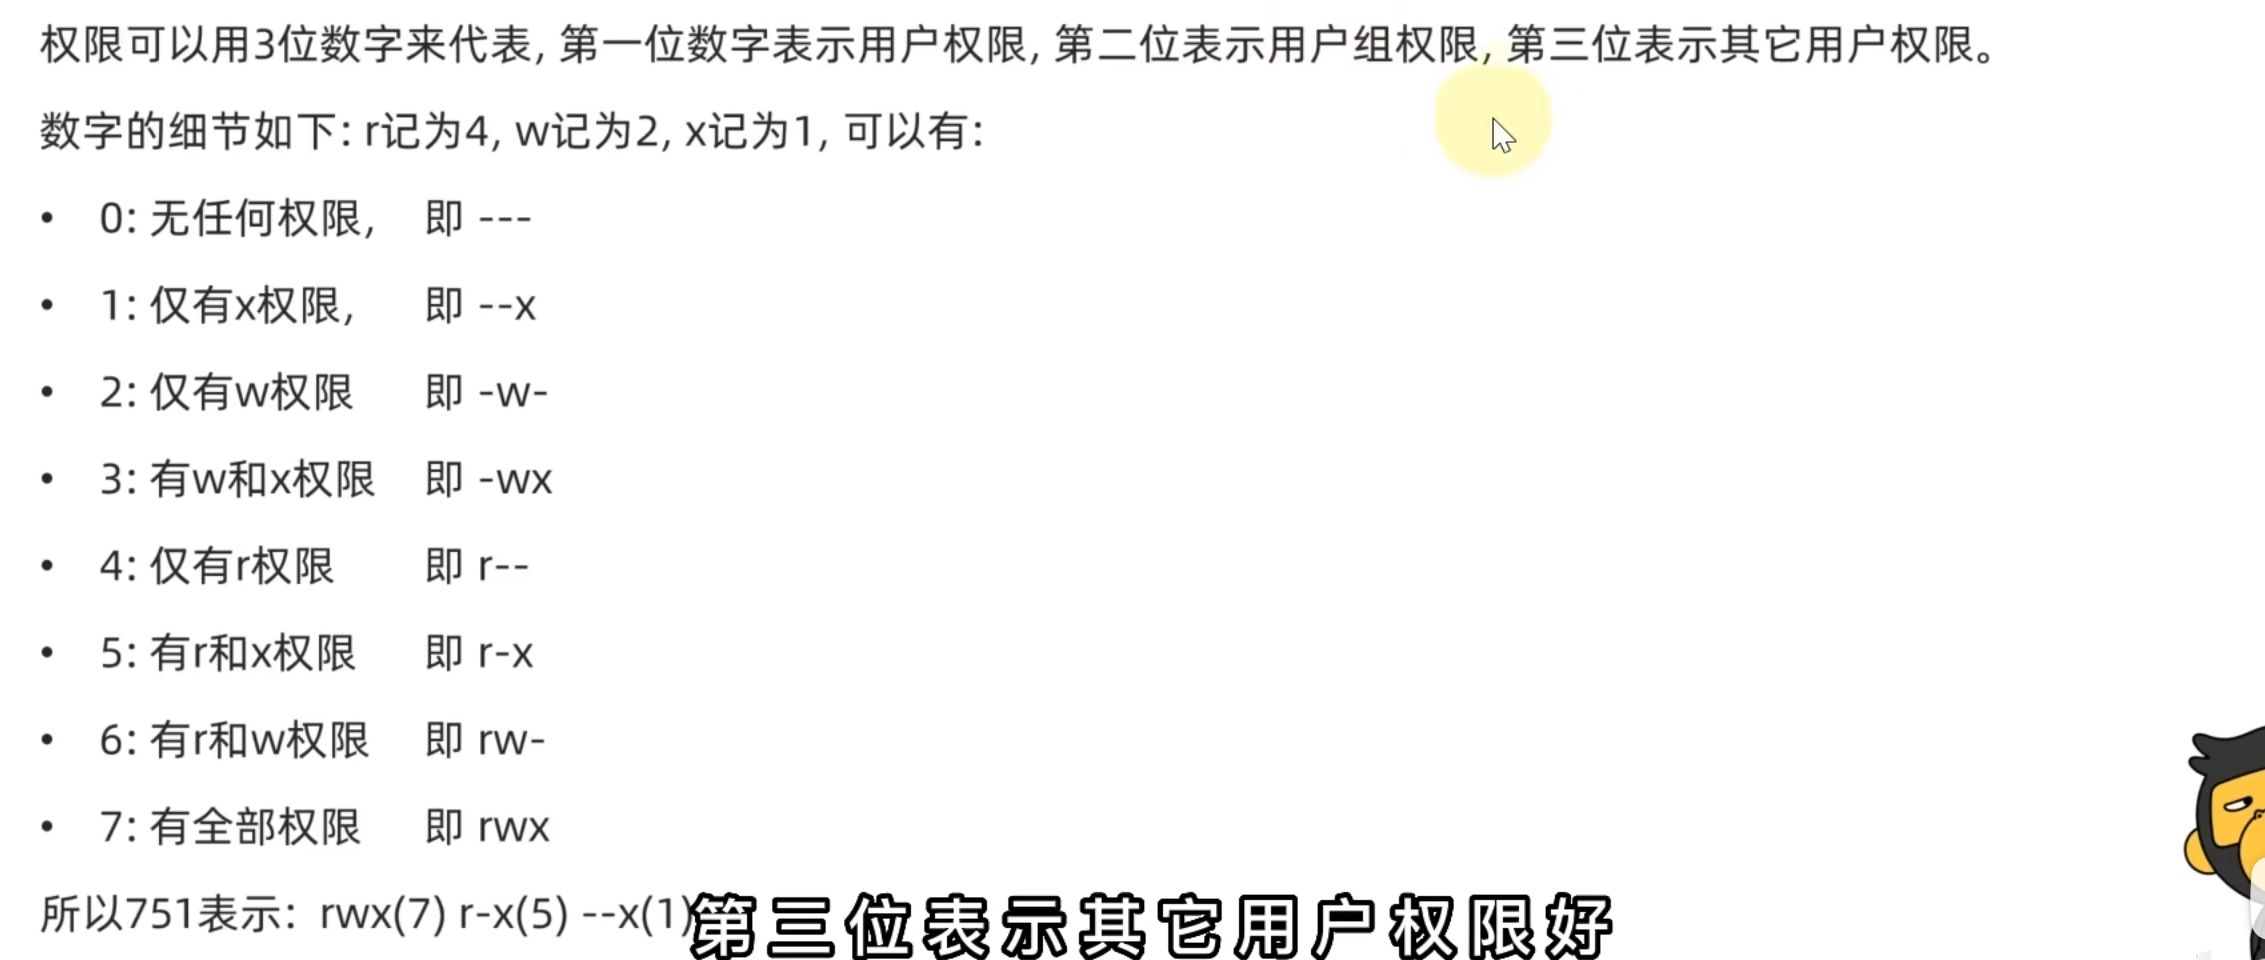 权限可以用3位数字来代表, 第一位数字表示用户权限, 第二位表示用户组权限, 第三位表示其它用户权限。
数字的细节如下: r记为4, w记为2, x记为1, 可以有:
• 0: 无任何权限, 即 ---
• 1: 仅有x权限, 即 --x
• 2: 仅有w权限 即 -w-
• 3: 有w和x权限 即 -wx
• 4: 仅有r权限 即 r--
• 5: 有r和x权限 即 r-x
• 6: 有r和w权限 即 rw-
• 7: 有全部权限 即 rwx
所以751表示: rwx(7) r-x(5) --x(1)
第三位表示其它用户权限好